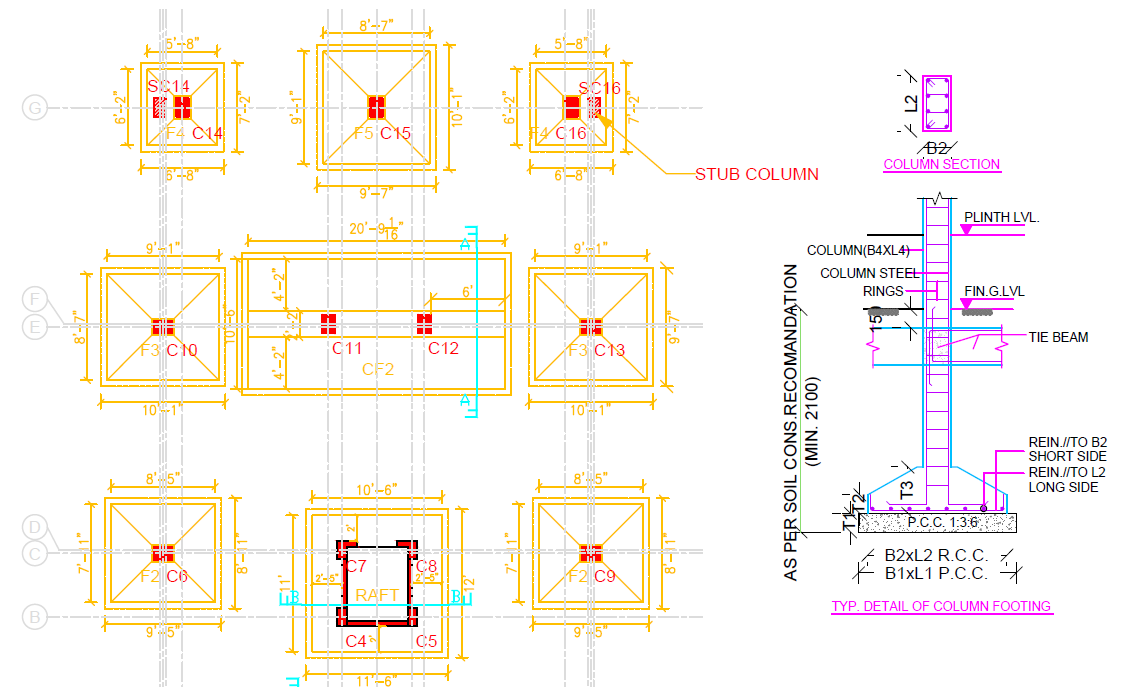 8'-7"
5'-8"
5'-8"
SC14
SC16
G
6'-2"
7'-2"
9'-1"
10'-1"
6'-2"
7'-2"
F4 C14
F5 C15
F4 C16
6'-8"
9'-7"
6'-8"
STUB COLUMN
20'-9 1/16"
A
9'-1"
9'-1"
4'-2"
6'
F
E
8'-7"
10'-6"
9'-7"
F3 C10
C11
C12
F3 C13
4'-2"
CF2
A
10'-1"
10'-1"
8'-5"
10'-6"
8'-5"
D
C
2'
7'-11"
8'-11"
7'-11"
8'-11"
F2 C6
C7
C8
F2 C9
11'
2'-5"
2'-5"
12'
B
RAFT
B
B
C4
2'
C5
9'-5"
9'-5"
11'-6"
L2
B2
COLUMN SECTION
PLINTH LVL.
COLUMN(B4XL4)
COLUMN STEEL
RINGS
FIN.G.LVL
150
TIE BEAM
AS PER SOIL CONS.RECOMANDATION
(MIN. 2100)
REIN.//TO B2
SHORT SIDE
REIN.//TO L2
LONG SIDE
T3
T2
T1
P.C.C. 1:3:6
B2xL2 R.C.C.
B1xL1 P.C.C.
TYP. DETAIL OF COLUMN FOOTING